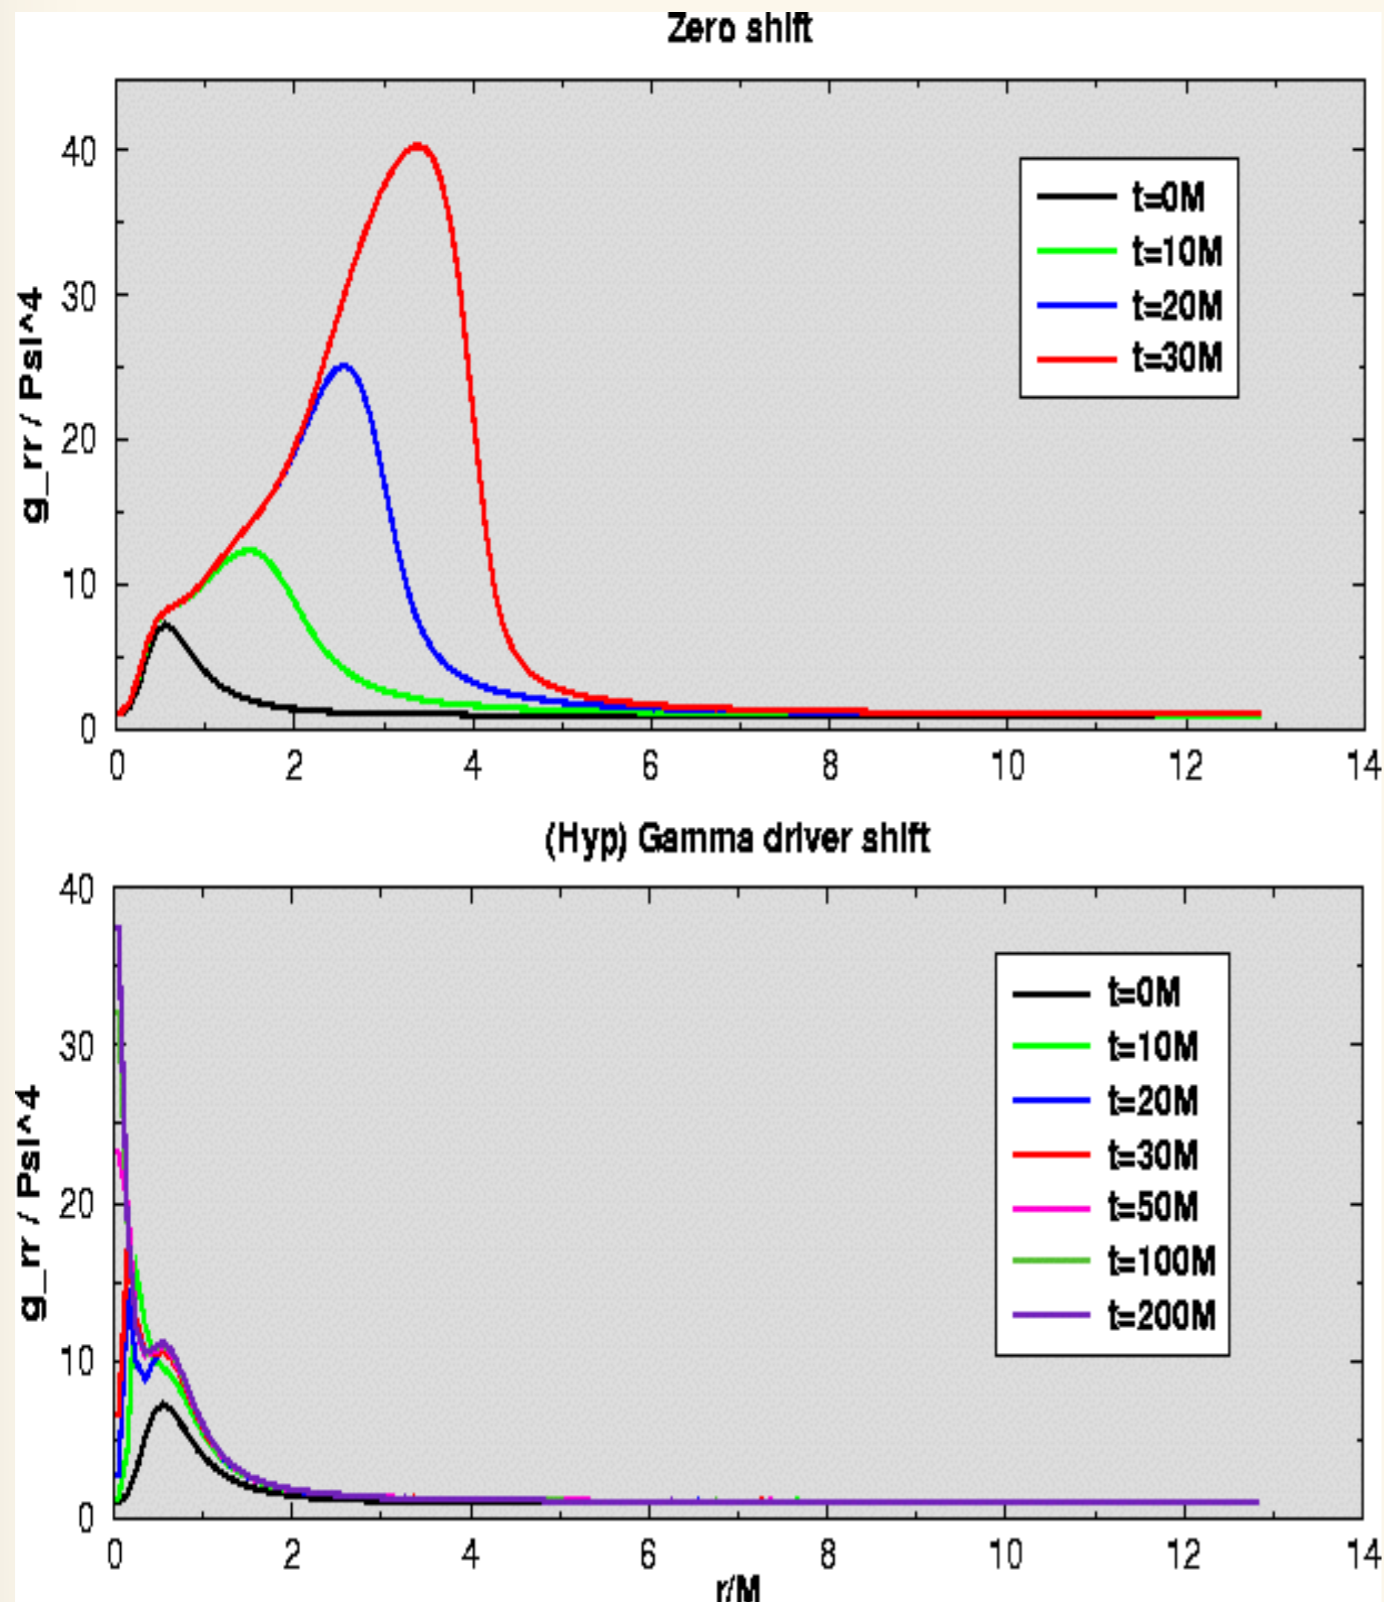 Zero shift
g_rr / Psi^4
40
30
20
10
0
0 2 4 6 8 10 12 14
t=0M
t=10M
t=20M
t=30M
(Hyp) Gamma driver shift
g_rr / Psi^4
40
30
20
10
0
0 2 4 6 8 10 12 14
r/M
t=0M
t=10M
t=20M
t=30M
t=50M
t=100M
t=200M